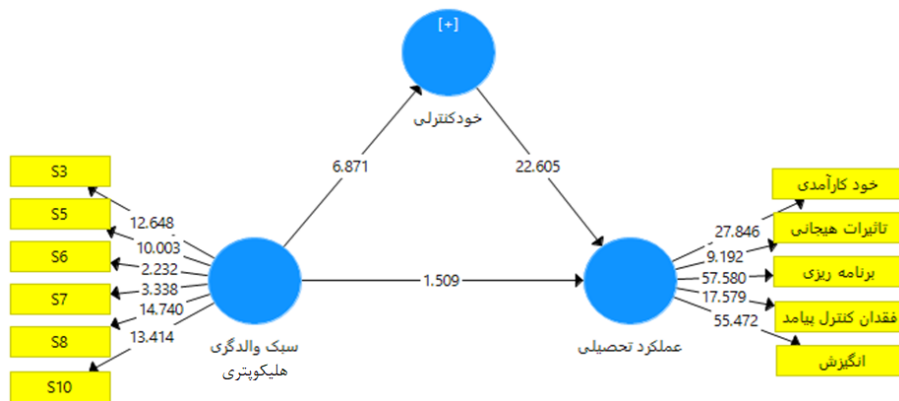 [+]
خودکنترلی
6.871
22.605
S3
S5
S6
S7
S8
S10
12.648
10.003
2.232
3.338
14.740
13.414
سبک والدگری
هلیکوپتری
1.509
عملکرد تحصیلی
27.846
9.192
57.580
17.579
55.472
خود کارآمدی
تاثیرات هیجانی
برنامه ریزی
فقدان کنترل پیامد
انگیزش